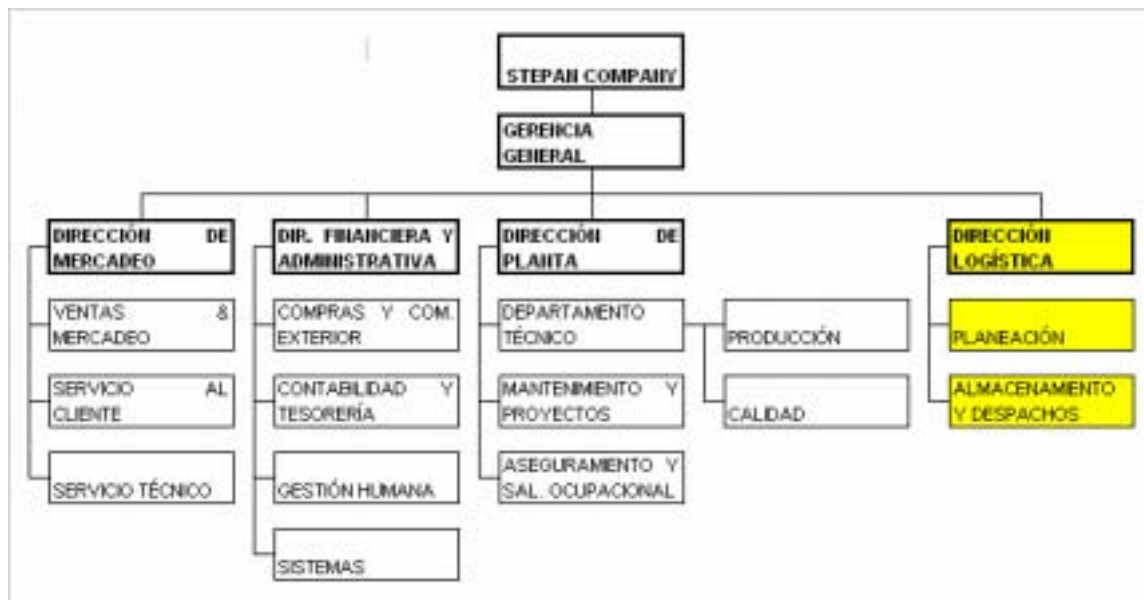 STEPAN COMPANY
GERENCIA
GENERAL
DIRECCIÓN DE
MERCADEO
VENTAS &
MERCADEO
SERVICIO AL
CLIENTE
SERVICIO TÉCNICO
DIR. FINANCIERA Y
ADMINISTRATIVA
COMPRAS Y COM.
EXTERIOR
CONTABILIDAD Y
TESORERÍA
GESTIÓN HUMANA
SISTEMAS
DIRECCIÓN DE
PLANTA
DEPARTAMENTO
TÉCNICO
MANTENIMIENTO Y
PROYECTOS
ASEGURAMIENTO Y
SAL. OCUPACIONAL
PRODUCCIÓN
CALIDAD
DIRECCIÓN
LOGÍSTICA
PLANEACIÓN
ALMACENAMIENTO
Y DESPACHOS